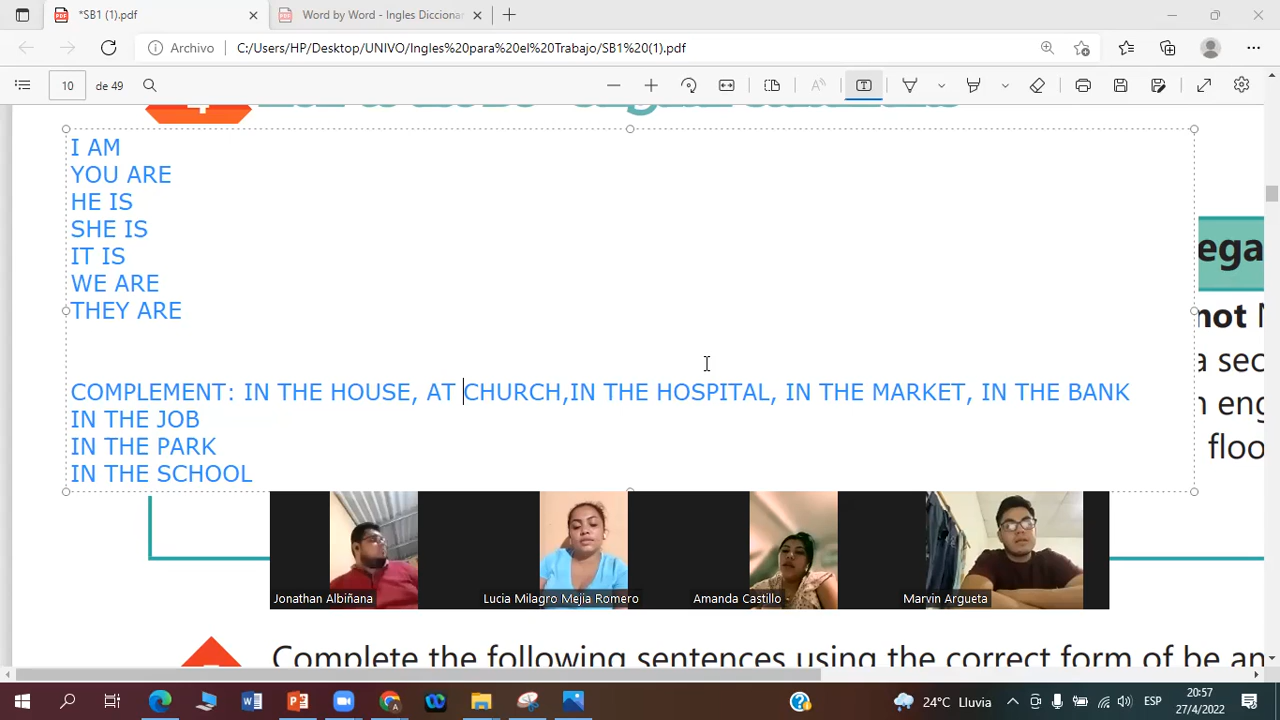 *SB1 (1).pdf
Word by Word - Ingles Dicciona
Archivo
C:/Users/HP/Desktop/UNIVO/Ingles%20para%20el%20Trabajo/SB1%20(1).pdf
10 de 49
I AM
YOU ARE
HE IS
SHE IS
IT IS
WE ARE
THEY ARE
ega
not
a sec
eng
floo
COMPLEMENT: IN THE HOUSE, AT CHURCH,IN THE HOSPITAL, IN THE MARKET, IN THE BANK
IN THE JOB
IN THE PARK
IN THE SCHOOL
Jonathan Albiñana
Lucia Milagro Mejia Romero
Amanda Castillo
Marvin Argueta
Complete the following sentences using the correct form of be an
24°C Lluvia
ESP
20:57
27/4/2022